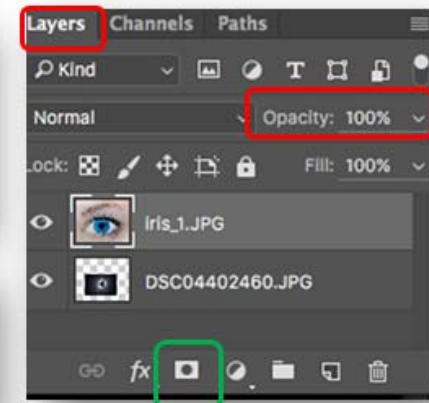 Layers Channels Paths
Kind
Normal Opacity: 100%
Lock: Fill: 100%
Iris_1.JPG
DSC04402460.JPG
fx